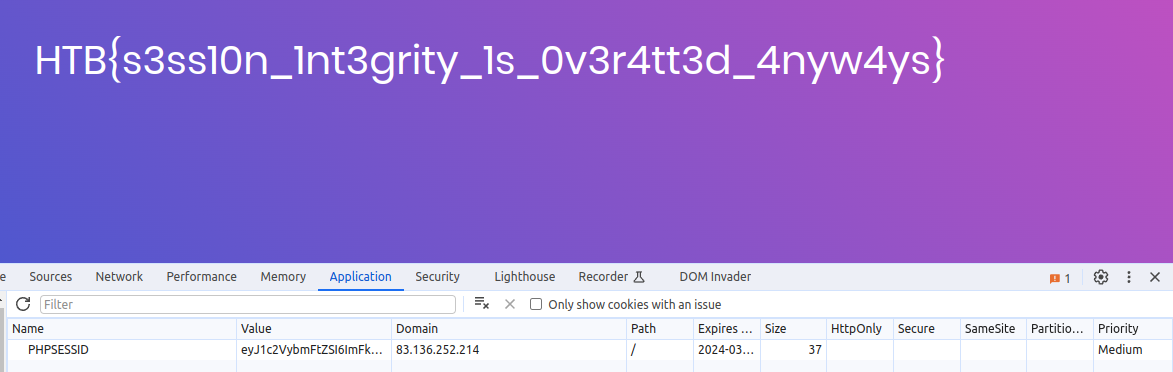 HTB{s3ss10n_1nt3grity_1s_0v3r4tt3d_4nyw4ys}
e Sources Network Performance Memory Application Security Lighthouse Recorder DOM Invader 1
Filter Only show cookies with an issue
Name Value Domain Path Expires ... Size HttpOnly Secure SameSite Partitio... Priority
PHPSESSID eyJ1c2VybmFtZSI6ImFk... 83.136.252.214 / 2024-03... 37 Medium